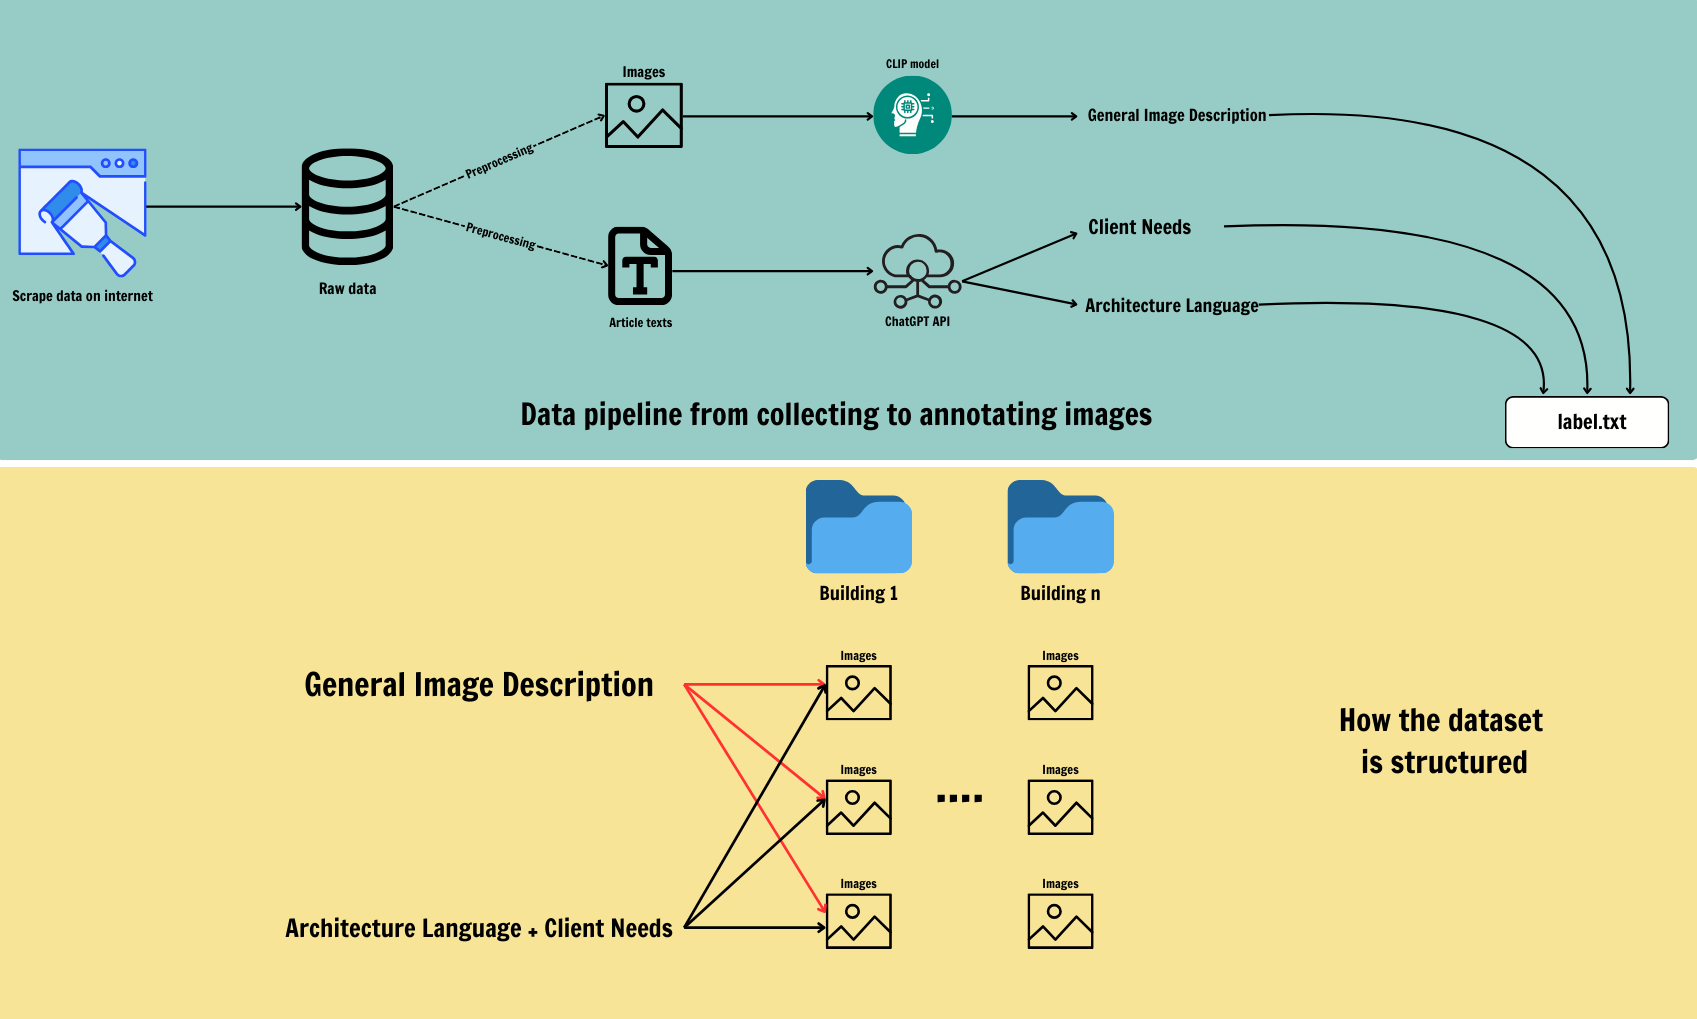 CLIP model
Images
General Image Description
Preprocessing
Preprocessing
Client Needs
Scrape data on internet
Raw data
Architecture Language
Article texts
ChatGPT API
Data pipeline from collecting to annotating images
label.txt
Building 1
Building n
Images
Images
General Image Description
How the dataset
is structured
Images
Images
....
Images
Images
Architecture Language + Client Needs